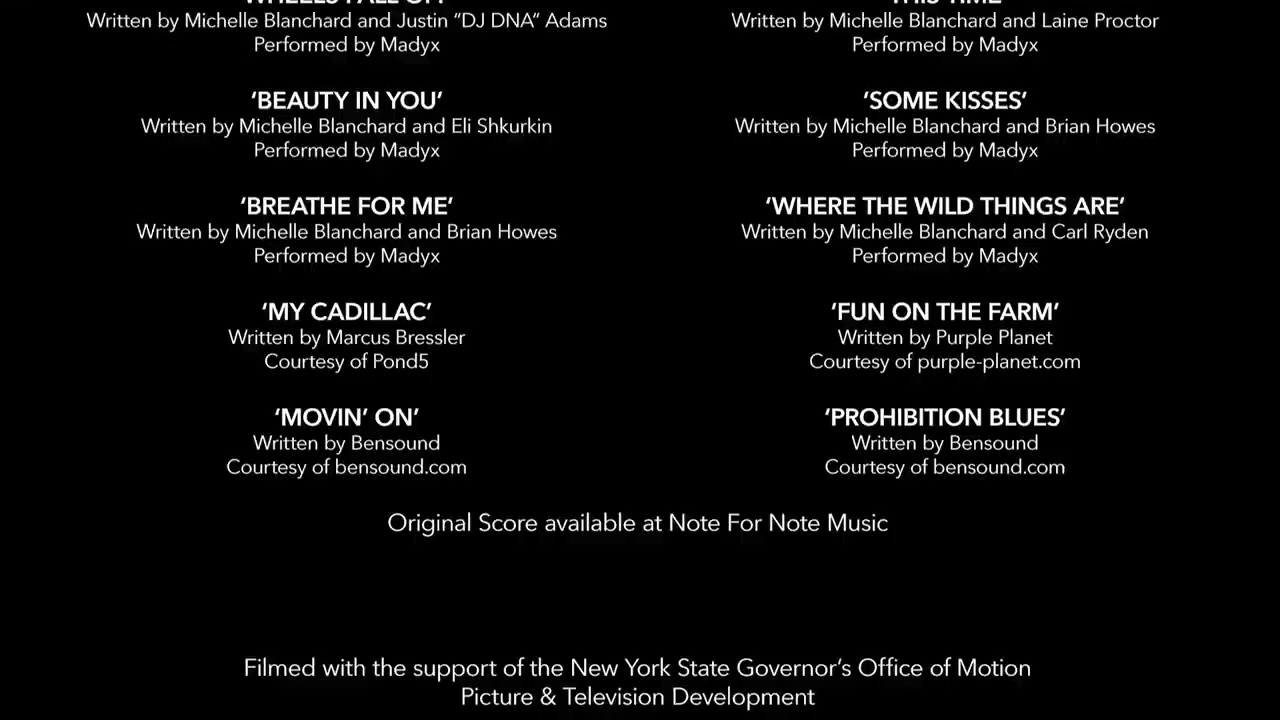 WHEELS FALL OFF
Written by Michelle Blanchard and Justin “DJ DNA“ Adams
Performed by Madyx
‘BEAUTY IN YOU’
Written by Michelle Blanchard and Eli Shkurkin
Performed by Madyx
‘BREATHE FOR ME’
Written by Michelle Blanchard and Brian Howes
Performed by Madyx
‘MY CADILLAC’
Written by Marcus Bressler
Courtesy of Pond5
‘MOVIN’ ON’
Written by Bensound
Courtesy of bensound.com
THIS TIME
Written by Michelle Blanchard and Laine Proctor
Performed by Madyx
‘SOME KISSES’
Written by Michelle Blanchard and Brian Howes
Performed by Madyx
‘WHERE THE WILD THINGS ARE’
Written by Michelle Blanchard and Carl Ryden
Performed by Madyx
‘FUN ON THE FARM’
Written by Purple Planet
Courtesy of purple-planet.com
‘PROHIBITION BLUES’
Written by Bensound
Courtesy of bensound.com
Original Score available at Note For Note Music
Filmed with the support of the New York State Governor’s Office of Motion
Picture & Television Development